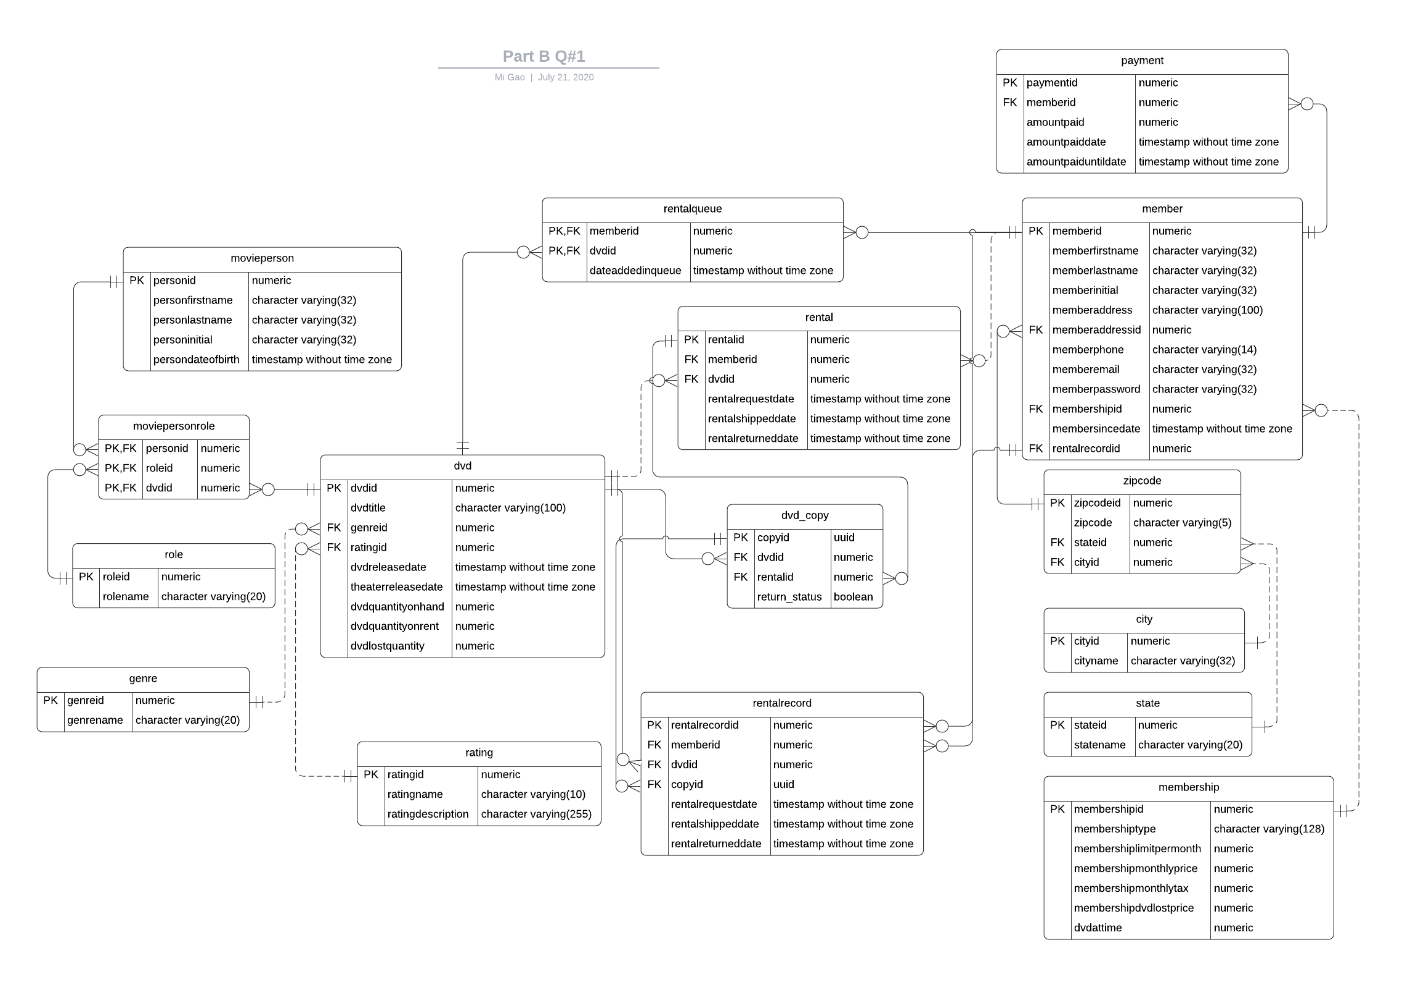 Part B Q#1
Mi Gao | July 21, 2020
payment
PK paymentid numeric
FK memberid numeric
amountpaid numeric
amountpaiddate timestamp without time zone
amountpaiduntildate timestamp without time zone
rentalqueue
PK,FK memberid numeric
PK,FK dvdid numeric
dateaddedinqueue timestamp without time zone
member
PK memberid numeric
memberfirstname character varying(32)
memberlastname character varying(32)
memberinitial character varying(32)
memberaddress character varying(100)
FK memberaddressid numeric
memberphone character varying(14)
memberemail character varying(32)
memberpassword character varying(32)
FK membershipid numeric
membersincedate timestamp without time zone
FK rentalrecordid numeric
movieperson
PK personid numeric
personfirstname character varying(32)
personlastname character varying(32)
personinitial character varying(32)
persondateofbirth timestamp without time zone
rental
PK rentalid numeric
FK memberid numeric
FK dvdid numeric
rentalrequestdate timestamp without time zone
rentalshippeddate timestamp without time zone
rentalreturneddate timestamp without time zone
moviepersonrole
PK,FK personid numeric
PK,FK roleid numeric
PK,FK dvdid numeric
dvd
PK dvdid numeric
dvdtitle character varying(100)
FK genreid numeric
FK ratingid numeric
dvdreleasedate timestamp without time zone
theaterreleasedate timestamp without time zone
dvdquantityonhand numeric
dvdquantityonrent numeric
dvdlostquantity numeric
zipcode
PK zipcodeid numeric
zipcode character varying(5)
FK stateid numeric
FK cityid numeric
dvd_copy
PK copyid uuid
FK dvdid numeric
FK rentalid numeric
return_status boolean
role
PK roleid numeric
rolename character varying(20)
city
PK cityid numeric
cityname character varying(32)
genre
PK genreid numeric
genrename character varying(20)
rentalrecord
PK rentalrecordid numeric
FK memberid numeric
FK dvdid numeric
FK copyid uuid
rentalrequestdate timestamp without time zone
rentalshippeddate timestamp without time zone
rentalreturneddate timestamp without time zone
state
PK stateid numeric
statename character varying(20)
rating
PK ratingid numeric
ratingname character varying(10)
ratingdescription character varying(255)
membership
PK membershipid numeric
membershiptype character varying(128)
membershiplimitpermonth numeric
membershipmonthlyprice numeric
membershipmonthlytax numeric
membershipdvdlostprice numeric
dvdattime numeric